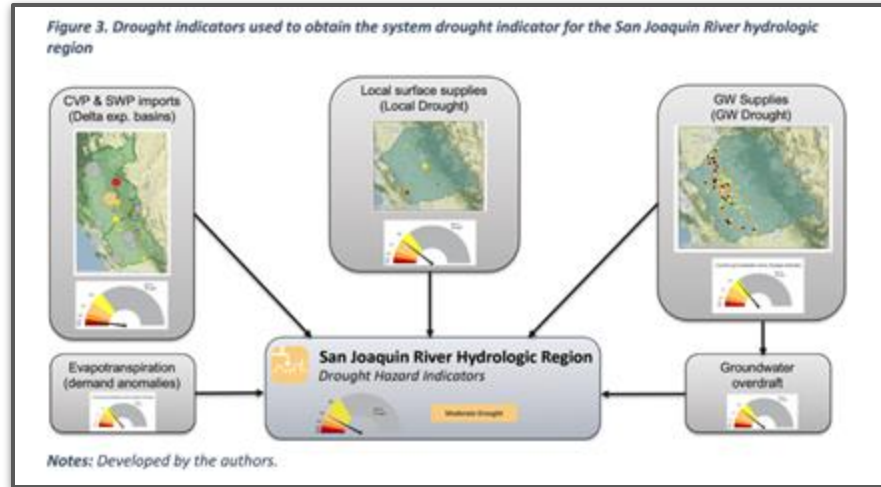 Figure 3. Drought indicators used to obtain the system drought indicator for the San Joaquin River hydrologic
region
CVP & SWP imports
(Delta exp. basins)
Local surface supplies
(Local Drought)
GW Supplies
(GW Drought)
San Joaquin River Hydrologic Region
Drought Hazard Indicators
Moderate Drought
Evapotranspiration
(demand anomalies)
Groundwater
overdraft
Notes: Developed by the authors.